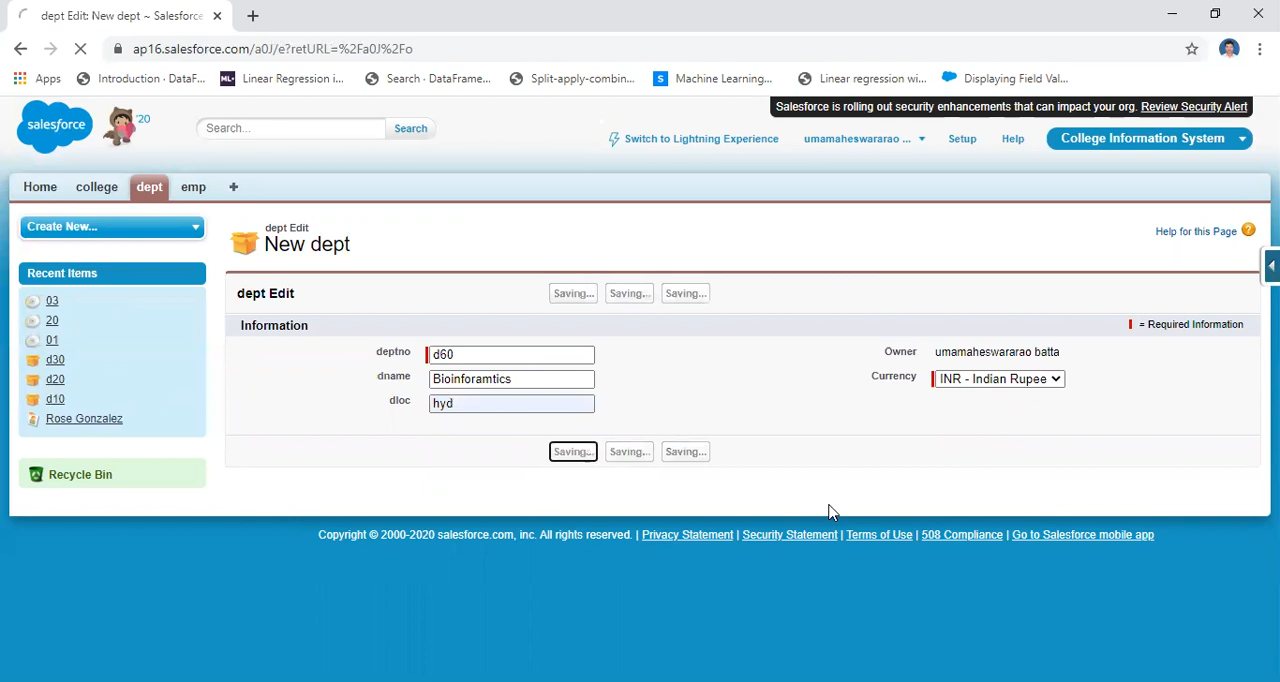 dept Edit: New dept ~ Salesforce
ap16.salesforce.com/a0J/e?retURL=%2Fa0J%2Fo
Apps Introduction · DataF... ML+ Linear Regression i... Search · DataFrame... Split-apply-combin... S Machine Learning... Linear regression wi... Displaying Field Val...
Salesforce is rolling out security enhancements that can impact your org. Review Security Alert
salesforce '20 Search... Search Switch to Lightning Experience umamaheswararao ... Setup Help College Information System
Home college dept emp
Create New...
Recent Items
03
20
01
d30
d20
d10
Rose Gonzalez
Recycle Bin
dept Edit
New dept
Help for this Page ?
dept Edit Saving... Saving... Saving...
Information = Required Information
deptno d60 Owner umamaheswararao batta
dname Bioinforamtics Currency INR - Indian Rupee
dloc hyd
Saving... Saving... Saving...
Copyright © 2000-2020 salesforce.com, inc. All rights reserved. | Privacy Statement | Security Statement | Terms of Use | 508 Compliance | Go to Salesforce mobile app